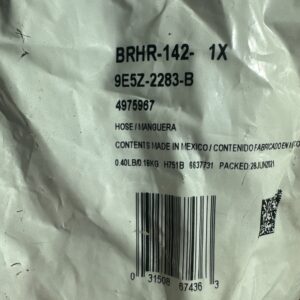 BRHR-142- 1X
9E5Z-2283-B
4975967
HOSE / MANGUERA
CONTENTS MADE IN MEXICO / CONTENIDO FABRICADO EN
0.40LB/0.18KG H751B 6637731 PACKED:28JUN2021
0 31508 67436 3